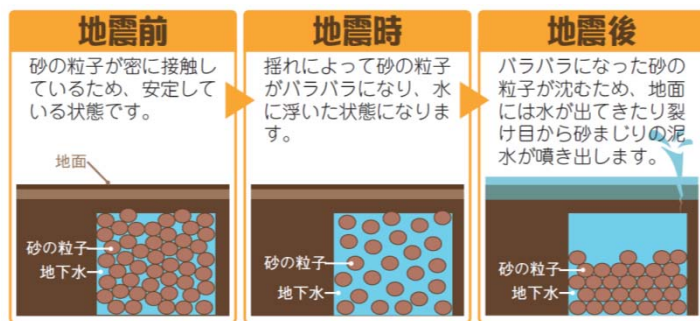 地震前
砂の粒子が密に接触し
ているため、安定して
いる状態です。
地面
砂の粒子
地下水
地震時
揺れによって砂の粒子
がバラバラになり、水
に浮いた状態になりま
す。
砂の粒子
地下水
地震後
バラバラになった砂の
粒子が沈むため、地面
には水が出てきたり裂
け目から砂まじりの泥
水が噴き出します。
砂の粒子
地下水